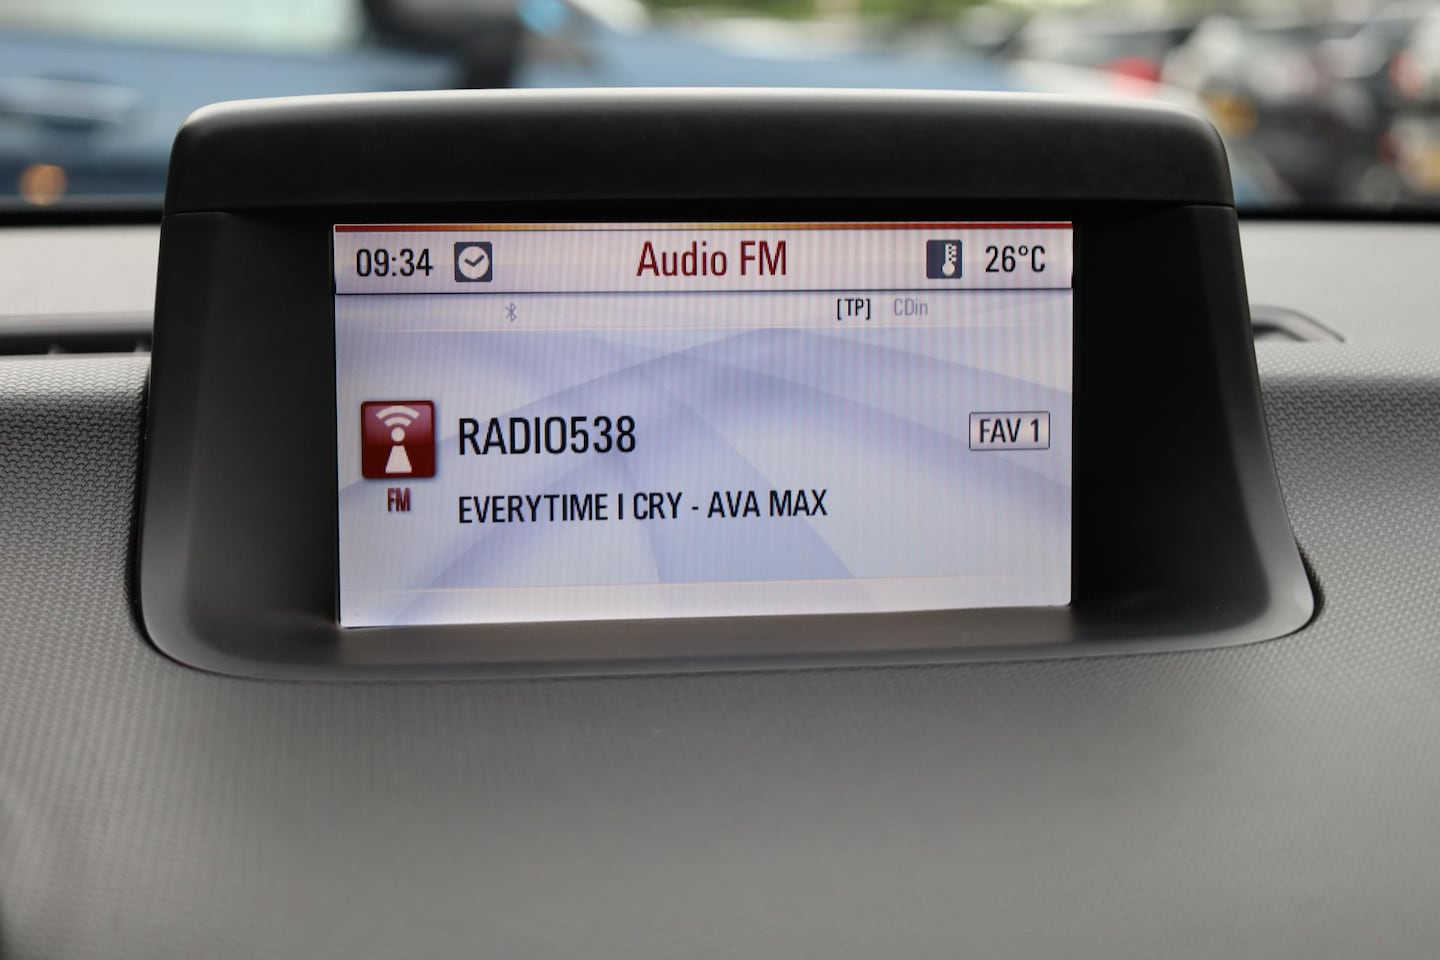 09:34 Audio FM 26°C
[TP] CDin
RADIO538 FAV 1
FM
EVERYTIME I CRY - AVA MAX